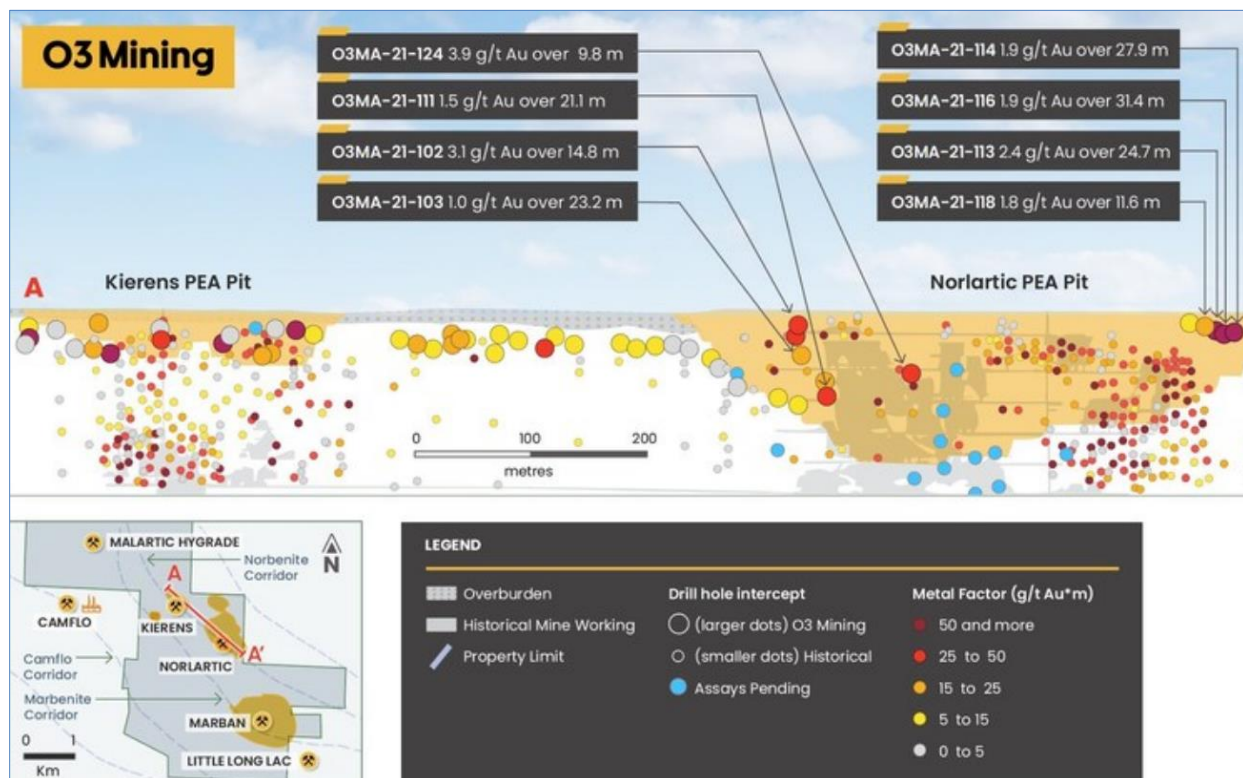 O3 Mining
O3MA-21-124 3.9 g/t Au over 9.8 m
O3MA-21-111 1.5 g/t Au over 21.1 m
O3MA-21-102 3.1 g/t Au over 14.8 m
O3MA-21-103 1.0 g/t Au over 23.2 m
O3MA-21-114 1.9 g/t Au over 27.9 m
O3MA-21-116 1.9 g/t Au over 31.4 m
O3MA-21-113 2.4 g/t Au over 24.7 m
O3MA-21-118 1.8 g/t Au over 11.6 m
A
Kierens PEA Pit
Norlartic PEA Pit
0 100 200
metres
MALARTIC HYGRADE
N
Norbenite
Corridor
A
CAMFLO
KIERENS
NORLARTIC
A'
Camflo
Corridor
Marbenite
Corridor
MARBAN
0 1
Km
LITTLE LONG LAC
LEGEND
Overburden
Historical Mine Working
Property Limit
Drill hole intercept
(larger dots) O3 Mining
(smaller dots) Historical
Assays Pending
Metal Factor (g/t Au*m)
50 and more
25 to 50
15 to 25
5 to 15
0 to 5